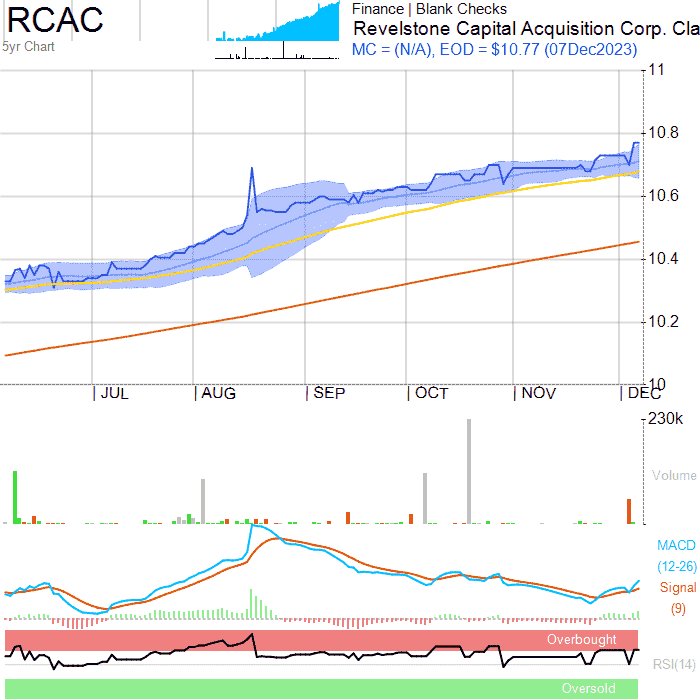 RCAC
5yr Chart
Finance | Blank Checks
Revelstone Capital Acquisition Corp. Cla
MC = (N/A), EOD = $10.77 (07Dec2023)
11
10.8
10.6
10.4
10.2
10
JUL AUG SEP OCT NOV DEC
230k
Volume
MACD
(12-26)
Signal
(9)
Overbought
RSI(14)
Oversold